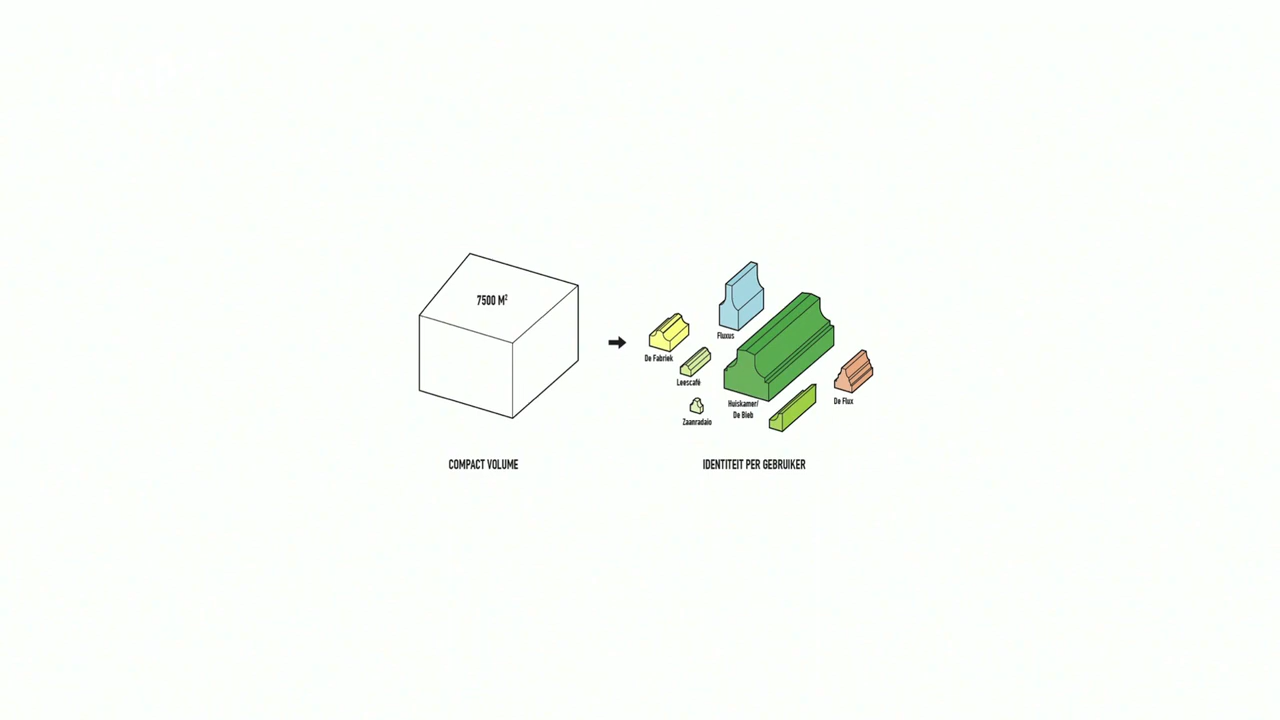 7500 M²
Fluxus
De Fabriek
Leescafé
Huiskamer/
De Bieb
De Flux
Zaanradaio
COMPACT VOLUME
IDENTITEIT PER GEBRUIKER